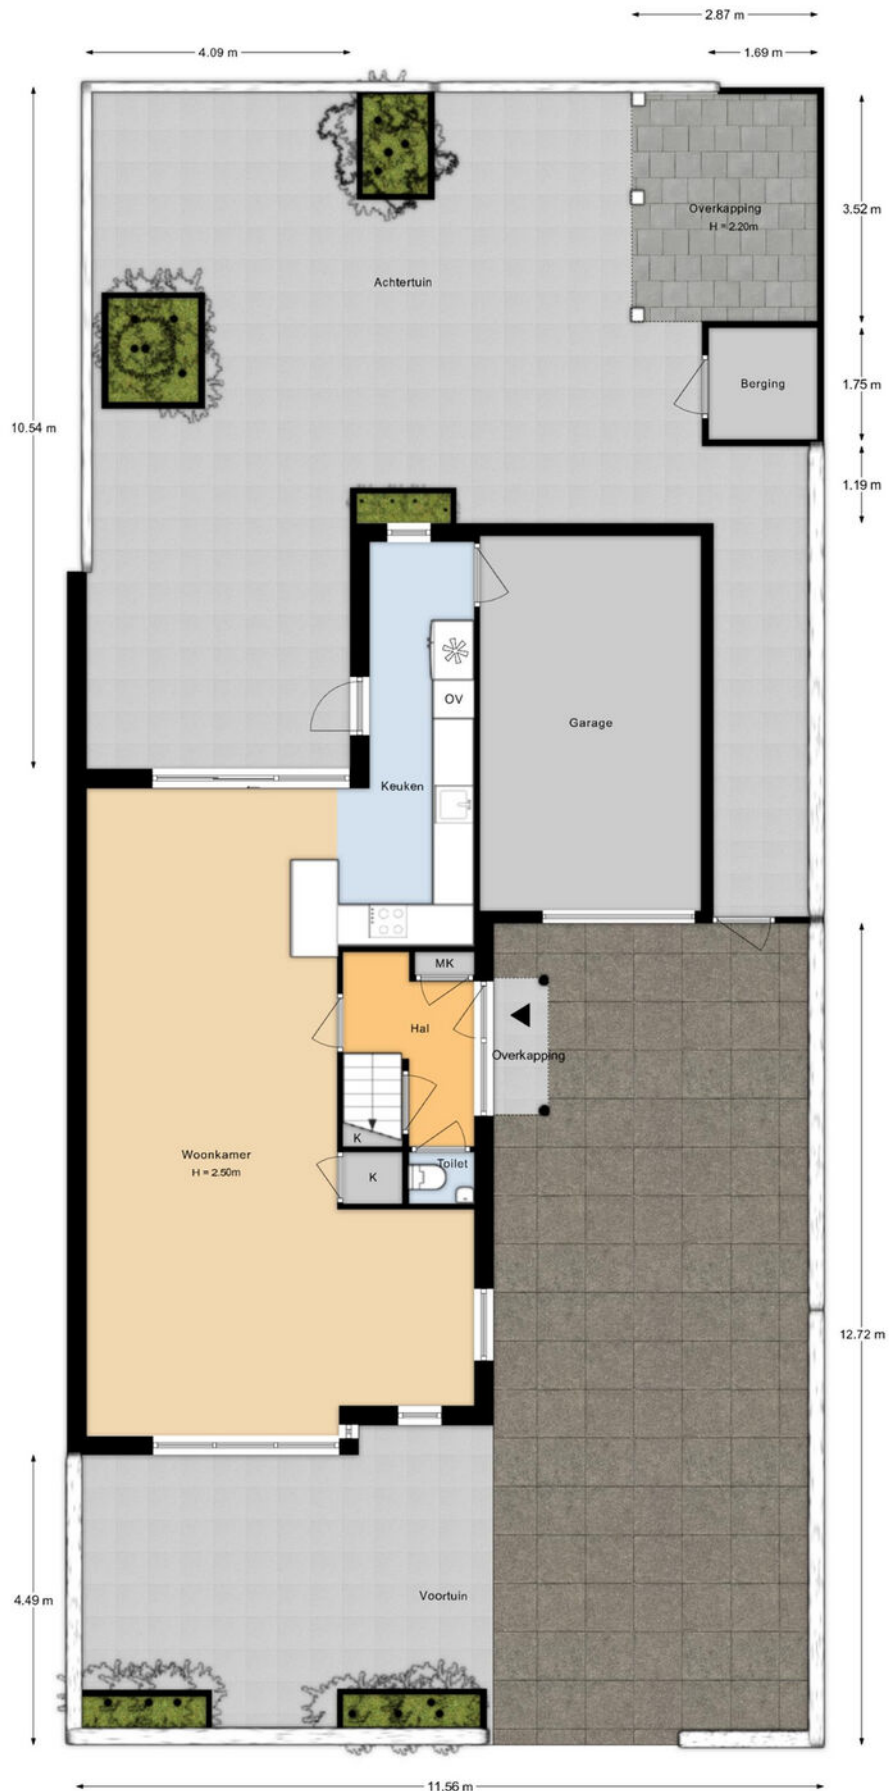 2.87 m
4.09 m
1.69 m
Overkapping
H = 2.20m
3.52 m
Achtertuin
Berging
1.75 m
10.54 m
1.19 m
OV
Garage
Keuken
MK
Hal
Overkapping
K
Woonkamer
H = 2.50m
Toilet
K
12.72 m
Voortuin
4.49 m
11.56 m